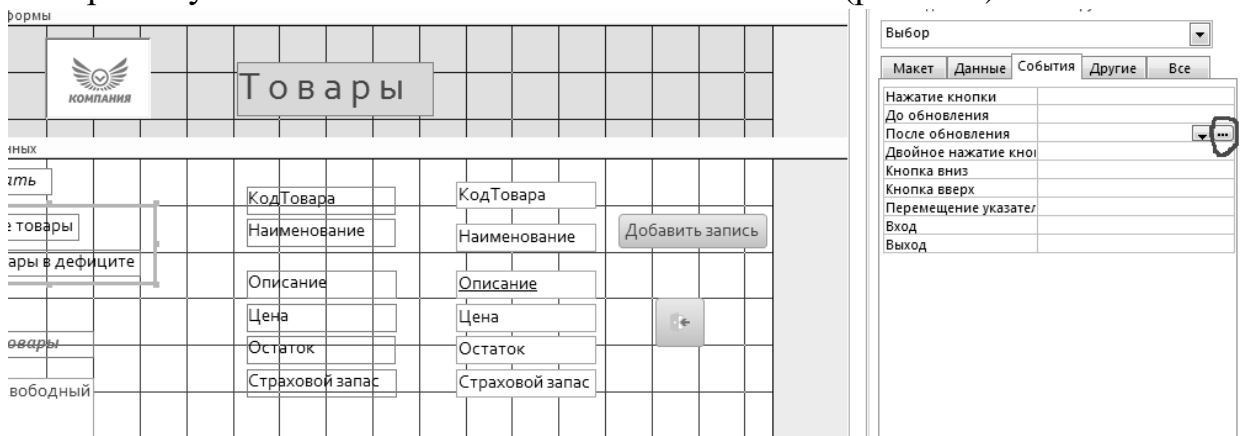 формы
КОМПАНИЯ
Товары
нных
ать
е товары
ары в дефиците
овары
вободный
КодТовара
Наименование
Описание
Цена
Остаток
Страховой запас
КодТовара
Наименование
Описание
Цена
Остаток
Страховой запас
Добавить запись
Выбор
Макет Данные События Другие Все
Нажатие кнопки
До обновления
После обновления
Двойное нажатие кно
Кнопка вниз
Кнопка вверх
Перемещение указател
Вход
Выход